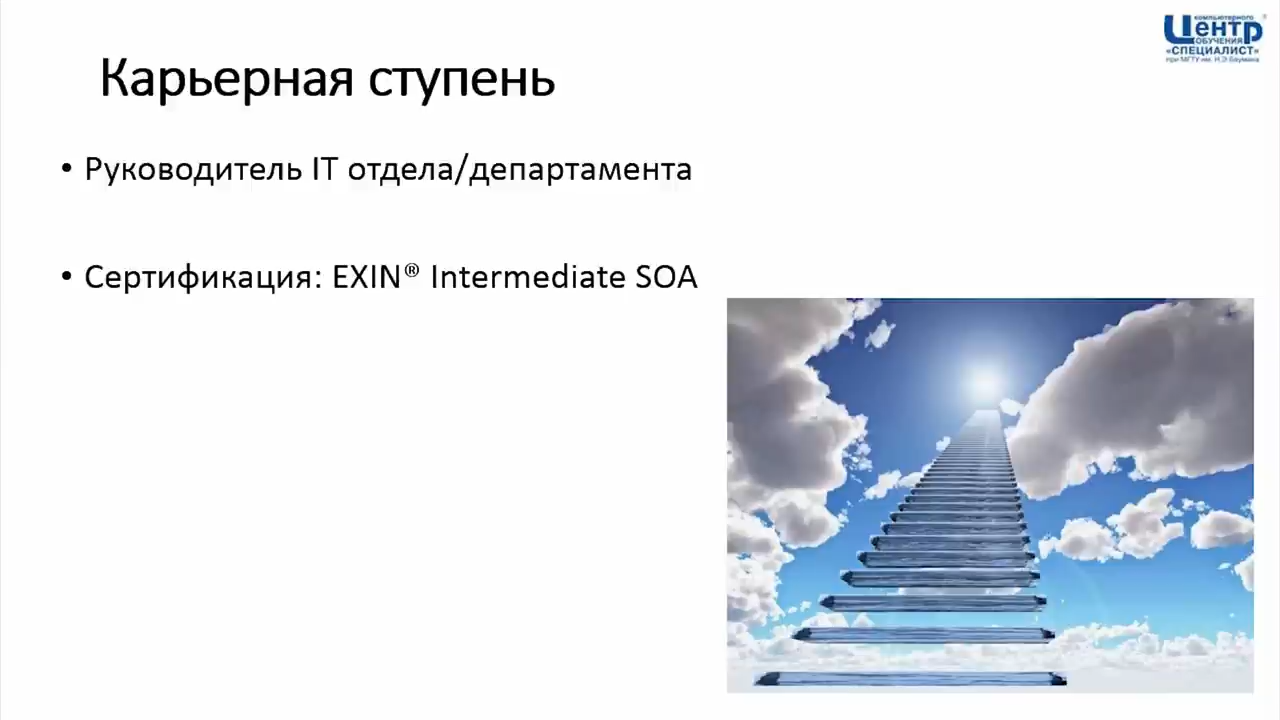 компьютерного
Центр
ОБУЧЕНИЯ
«СПЕЦИАЛИСТ»
при МГТУ им. Н.Э.Баумана
Карьерная ступень
• Руководитель IT отдела/департамента
• Сертификация: EXIN® Intermediate SOA